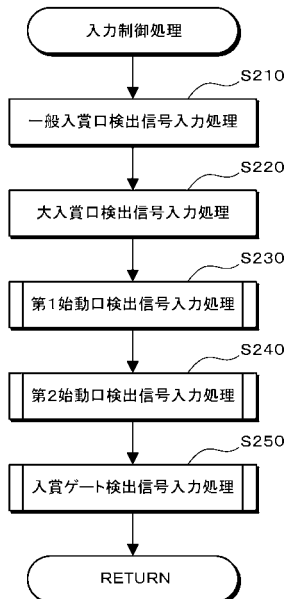 入力制御処理
S210
一般入賞口検出信号入力処理
S220
大入賞口検出信号入力処理
S230
第1始動口検出信号入力処理
S240
第2始動口検出信号入力処理
S250
入賞ゲート検出信号入力処理
RETURN